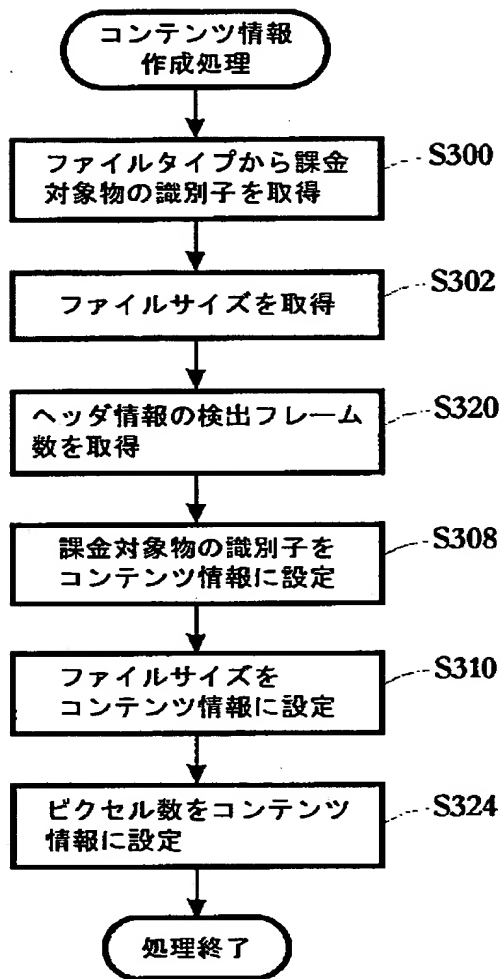 コンテンツ情報
作成処理
ファイルタイプから課金
対象物の識別子を取得
S300
ファイルサイズを取得
S302
ヘッダ情報の検出フレーム
数を取得
S320
課金対象物の識別子を
コンテンツ情報に設定
S308
ファイルサイズを
コンテンツ情報に設定
S310
ピクセル数をコンテンツ
情報に設定
S324
処理終了